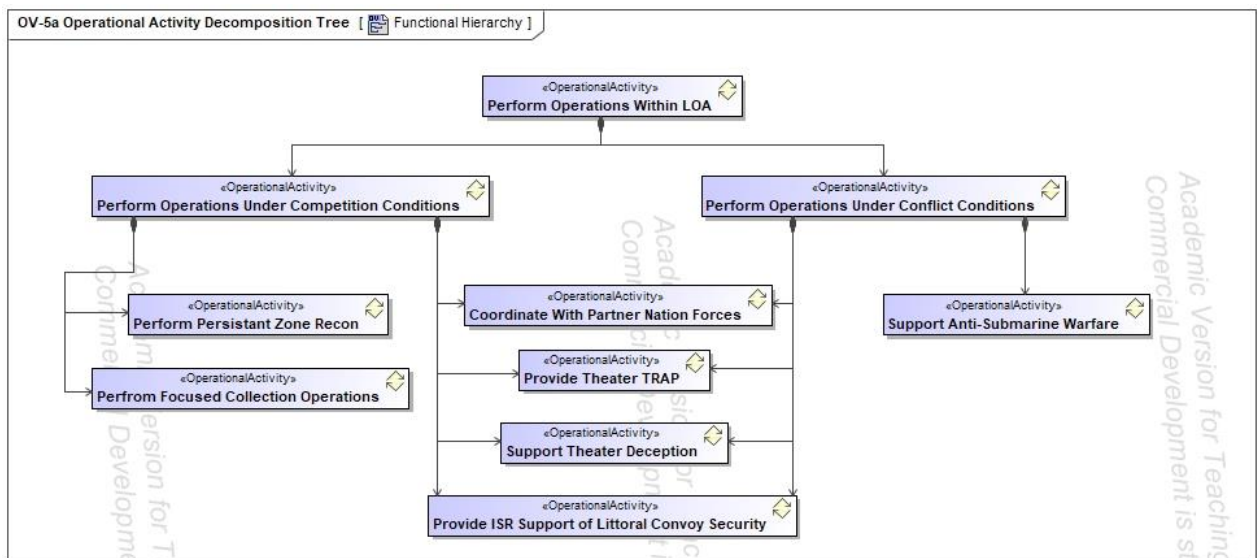 OV-5a Operational Activity Decomposition Tree [ Functional Hierarchy ]
«OperationalActivity»
Perform Operations Within LOA
«OperationalActivity»
Perform Operations Under Competition Conditions
«OperationalActivity»
Perform Operations Under Conflict Conditions
«OperationalActivity»
Perform Persistant Zone Recon
«OperationalActivity»
Coordinate With Partner Nation Forces
«OperationalActivity»
Support Anti-Submarine Warfare
«OperationalActivity»
Provide Theater TRAP
«OperationalActivity»
Perfrom Focused Collection Operations
«OperationalActivity»
Support Theater Deception
«OperationalActivity»
Provide ISR Support of Littoral Convoy Security
Academic Version for Teaching
Commercial Development is